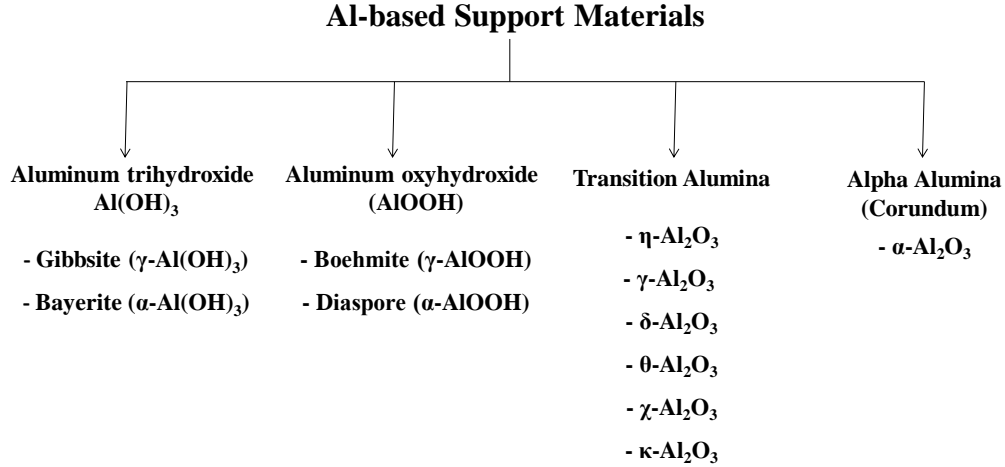 Al-based Support Materials
Aluminum trihydroxide
Al(OH)₃
- Gibbsite (γ-Al(OH)₃)
- Bayerite (α-Al(OH)₃)
Aluminum oxyhydroxide
(AlOOH)
- Boehmite (γ-AlOOH)
- Diaspore (α-AlOOH)
Transition Alumina
- η-Al₂O₃
- γ-Al₂O₃
- δ-Al₂O₃
- θ-Al₂O₃
- χ-Al₂O₃
- κ-Al₂O₃
Alpha Alumina
(Corundum)
- α-Al₂O₃